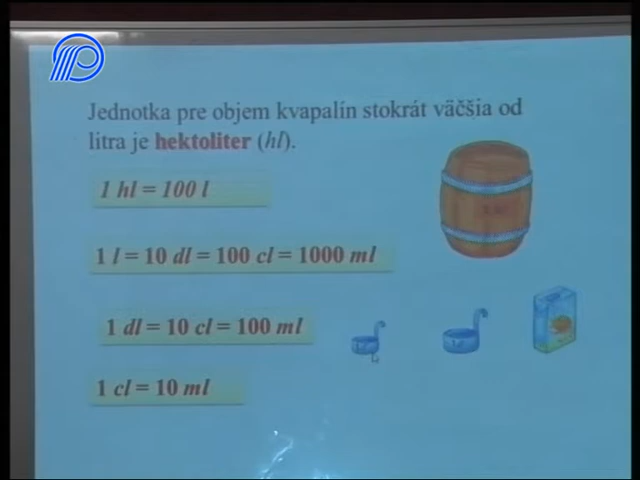 Jednotka pre objem kvapalín stokrát väčšia od
litra je hektoliter (hl).
1 hl = 100 l
1 l = 10 dl = 100 cl = 1000 ml
1 dl = 10 cl = 100 ml
1 cl = 10 ml